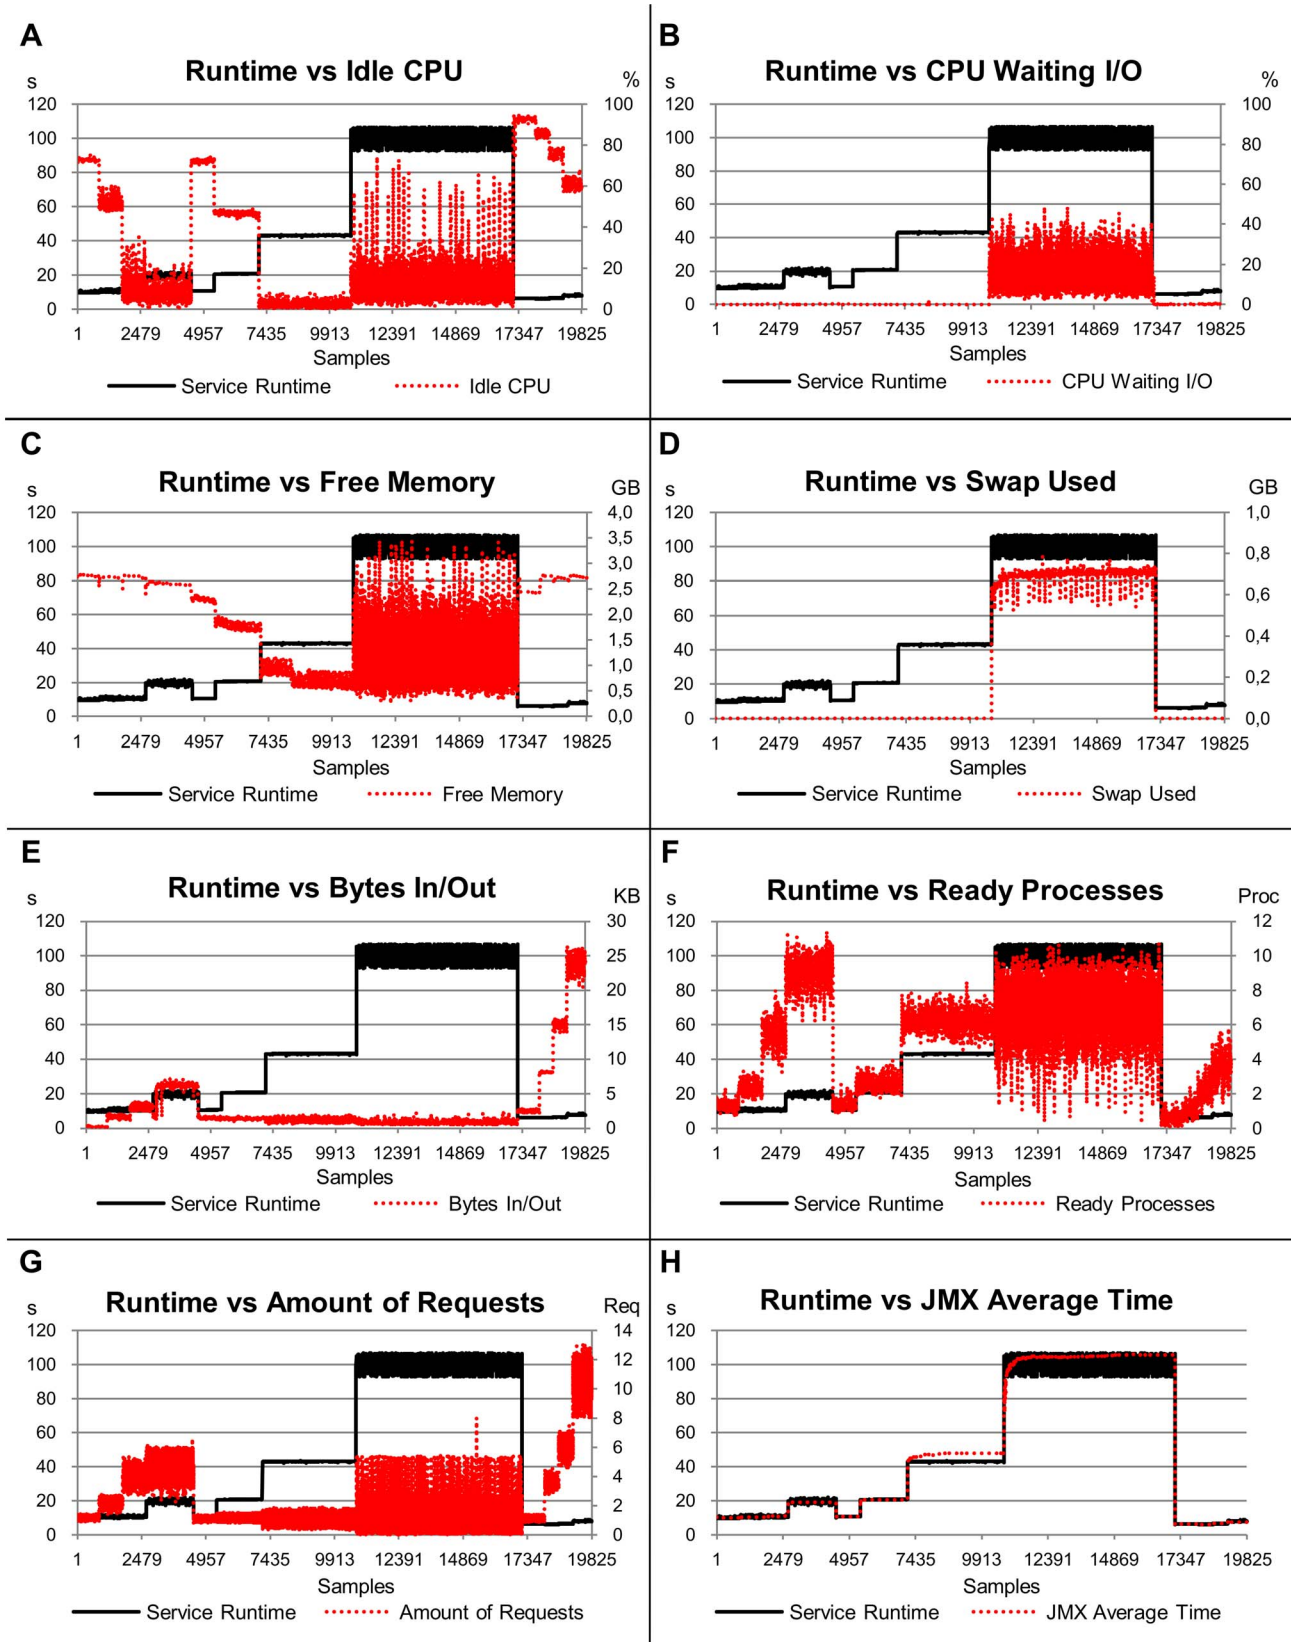 A
Runtime vs Idle CPU
s
%
120
100
80
60
40
20
0
100
80
60
40
20
0
1 2479 4957 7435 9913 12391 14869 17347 19825
Samples
Service Runtime Idle CPU
B
Runtime vs CPU Waiting I/O
s
%
120
100
80
60
40
20
0
100
80
60
40
20
0
1 2479 4957 7435 9913 12391 14869 17347 19825
Samples
Service Runtime CPU Waiting I/O
C
Runtime vs Free Memory
s
GB
120
100
80
60
40
20
0
4,0
3,5
3,0
2,5
2,0
1,5
1,0
0,5
0,0
1 2479 4957 7435 9913 12391 14869 17347 19825
Samples
Service Runtime Free Memory
D
Runtime vs Swap Used
s
GB
120
100
80
60
40
20
0
1,0
0,8
0,6
0,4
0,2
0,0
1 2479 4957 7435 9913 12391 14869 17347 19825
Samples
Service Runtime Swap Used
E
Runtime vs Bytes In/Out
s
KB
120
100
80
60
40
20
0
30
25
20
15
10
5
0
1 2479 4957 7435 9913 12391 14869 17347 19825
Samples
Service Runtime Bytes In/Out
F
Runtime vs Ready Processes
s
Proc
120
100
80
60
40
20
0
12
10
8
6
4
2
0
1 2479 4957 7435 9913 12391 14869 17347 19825
Samples
Service Runtime Ready Processes
G
Runtime vs Amount of Requests
s
Req
120
100
80
60
40
20
0
14
12
10
8
6
4
2
0
1 2479 4957 7435 9913 12391 14869 17347 19825
Samples
Service Runtime Amount of Requests
H
Runtime vs JMX Average Time
s
120
100
80
60
40
20
0
1 2479 4957 7435 9913 12391 14869 17347 19825
Samples
Service Runtime JMX Average Time